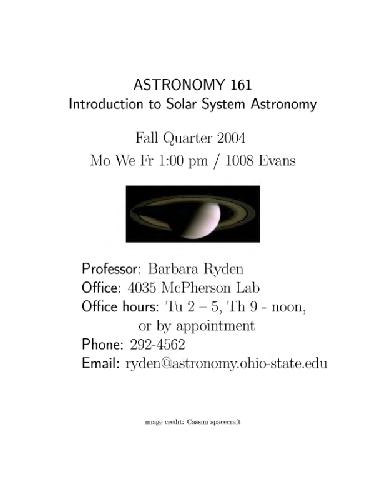 ASTRONOMY 161
Introduction to Solar System Astronomy
Fall Quarter 2004
Mo We Fr 1:00 pm / 1008 Evans
Professor: Barbara Ryden
Office: 4035 McPherson Lab
Office hours: Tu 2 – 5, Th 9 - noon,
or by appointment
Phone: 292-4562
Email: ryden@astronomy.ohio-state.edu
image credit: Cassini spacecraft